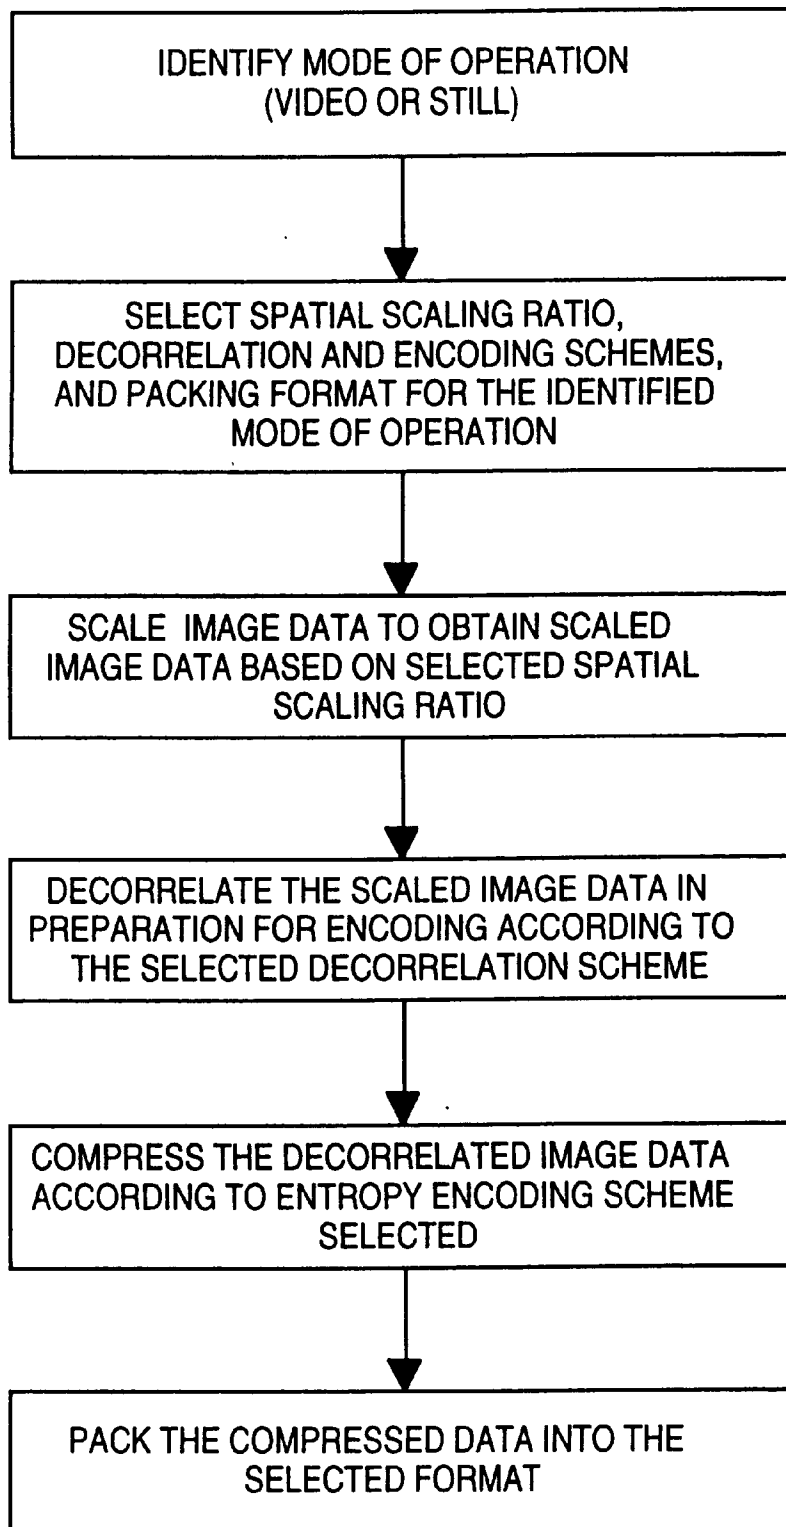 IDENTIFY MODE OF OPERATION
(VIDEO OR STILL)
SELECT SPATIAL SCALING RATIO,
DECORRELATION AND ENCODING SCHEMES,
AND PACKING FORMAT FOR THE IDENTIFIED
MODE OF OPERATION
SCALE IMAGE DATA TO OBTAIN SCALED
IMAGE DATA BASED ON SELECTED SPATIAL
SCALING RATIO
DECORRELATE THE SCALED IMAGE DATA IN
PREPARATION FOR ENCODING ACCORDING TO
THE SELECTED DECORRELATION SCHEME
COMPRESS THE DECORRELATED IMAGE DATA
ACCORDING TO ENTROPY ENCODING SCHEME
SELECTED
PACK THE COMPRESSED DATA INTO THE
SELECTED FORMAT